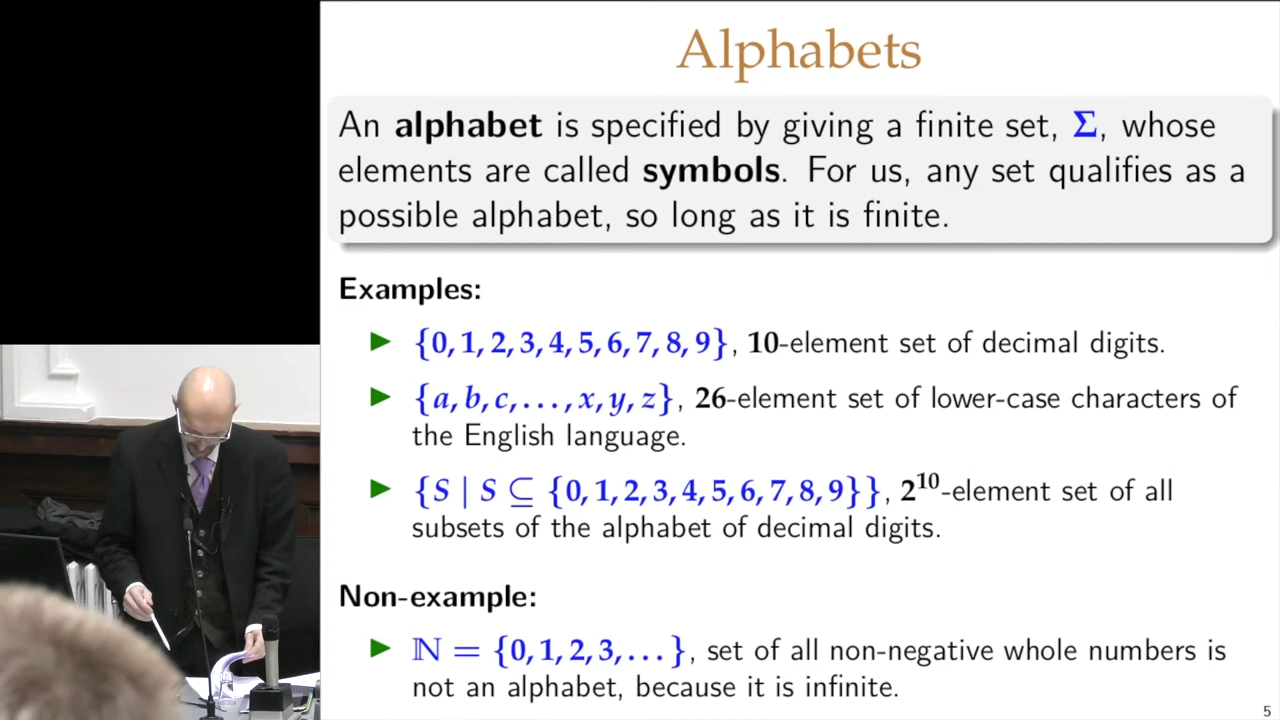 Alphabets
An alphabet is specified by giving a finite set, Σ, whose
elements are called symbols. For us, any set qualifies as a
possible alphabet, so long as it is finite.
Examples:
▶ {0, 1, 2, 3, 4, 5, 6, 7, 8, 9}, 10-element set of decimal digits.
▶ {a, b, c, . . . , x, y, z}, 26-element set of lower-case characters of
the English language.
▶ {S | S ⊆ {0, 1, 2, 3, 4, 5, 6, 7, 8, 9}}, 2¹⁰-element set of all
subsets of the alphabet of decimal digits.
Non-example:
▶ ℕ = {0, 1, 2, 3, . . . }, set of all non-negative whole numbers is
not an alphabet, because it is infinite.
5